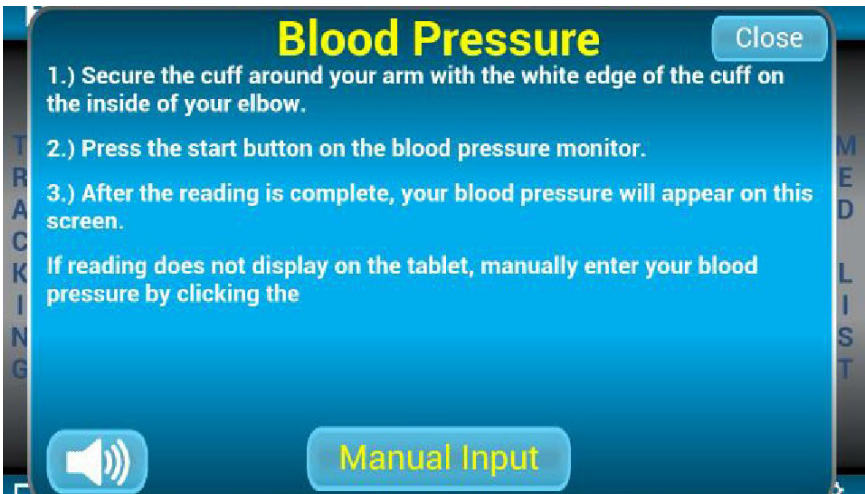 Blood Pressure
Close
1.) Secure the cuff around your arm with the white edge of the cuff on
the inside of your elbow.
2.) Press the start button on the blood pressure monitor.
3.) After the reading is complete, your blood pressure will appear on this
screen.
If reading does not display on the tablet, manually enter your blood
pressure by clicking the
TRACKING
MED LIST
Manual Input